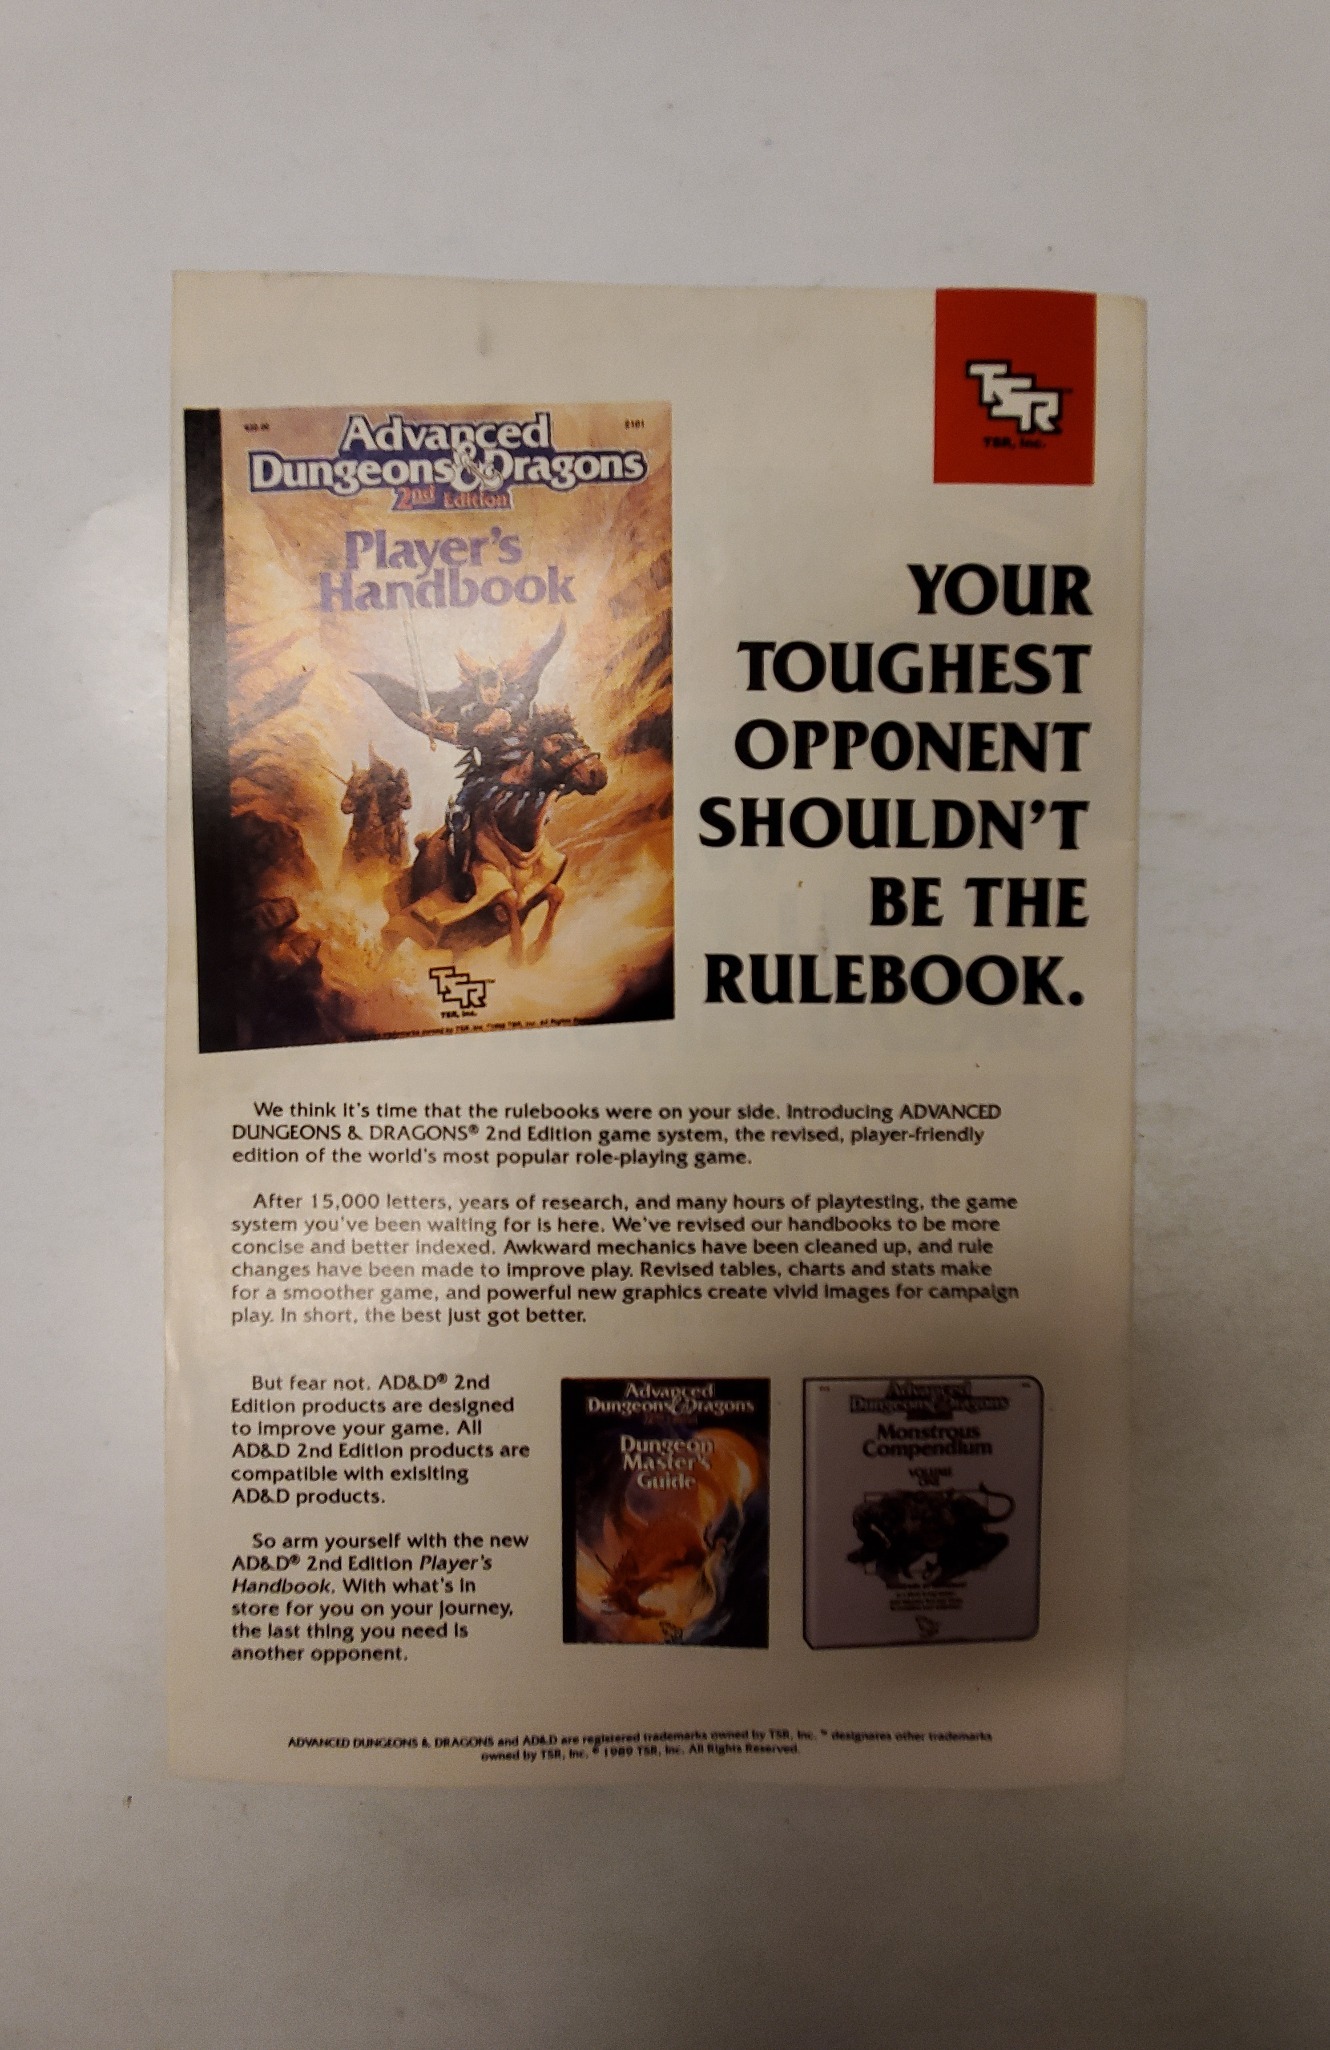 TSR
TSR, Inc.
Advanced
Dungeons & Dragons
2nd Edition
Player's
Handbook
2101
TSR
TSR, Inc.
YOUR
TOUGHEST
OPPONENT
SHOULDN'T
BE THE
RULEBOOK.
We think it's time that the rulebooks were on your side. Introducing ADVANCED
DUNGEONS & DRAGONS® 2nd Edition game system, the revised, player-friendly
edition of the world's most popular role-playing game.
After 15,000 letters, years of research, and many hours of playtesting, the game
system you've been waiting for is here. We've revised our handbooks to be more
concise and better indexed. Awkward mechanics have been cleaned up, and rule
changes have been made to improve play. Revised tables, charts and stats make
for a smoother game, and powerful new graphics create vivid images for campaign
play. In short, the best just got better.
But fear not. AD&D® 2nd
Edition products are designed
to improve your game. All
AD&D 2nd Edition products are
compatible with exisiting
AD&D products.
So arm yourself with the new
AD&D® 2nd Edition Player's
Handbook. With what's in
store for you on your journey,
the last thing you need is
another opponent.
Advanced
Dungeons & Dragons
Dungeon
Master's
Guide
Advanced
Dungeons & Dragons
Monstrous
Compendium
VOLUME
ONE
ADVANCED DUNGEONS & DRAGONS and AD&D are registered trademarks owned by TSR, Inc. ™ designates other trademarks
owned by TSR, Inc. © 1989 TSR, Inc. All Rights Reserved.